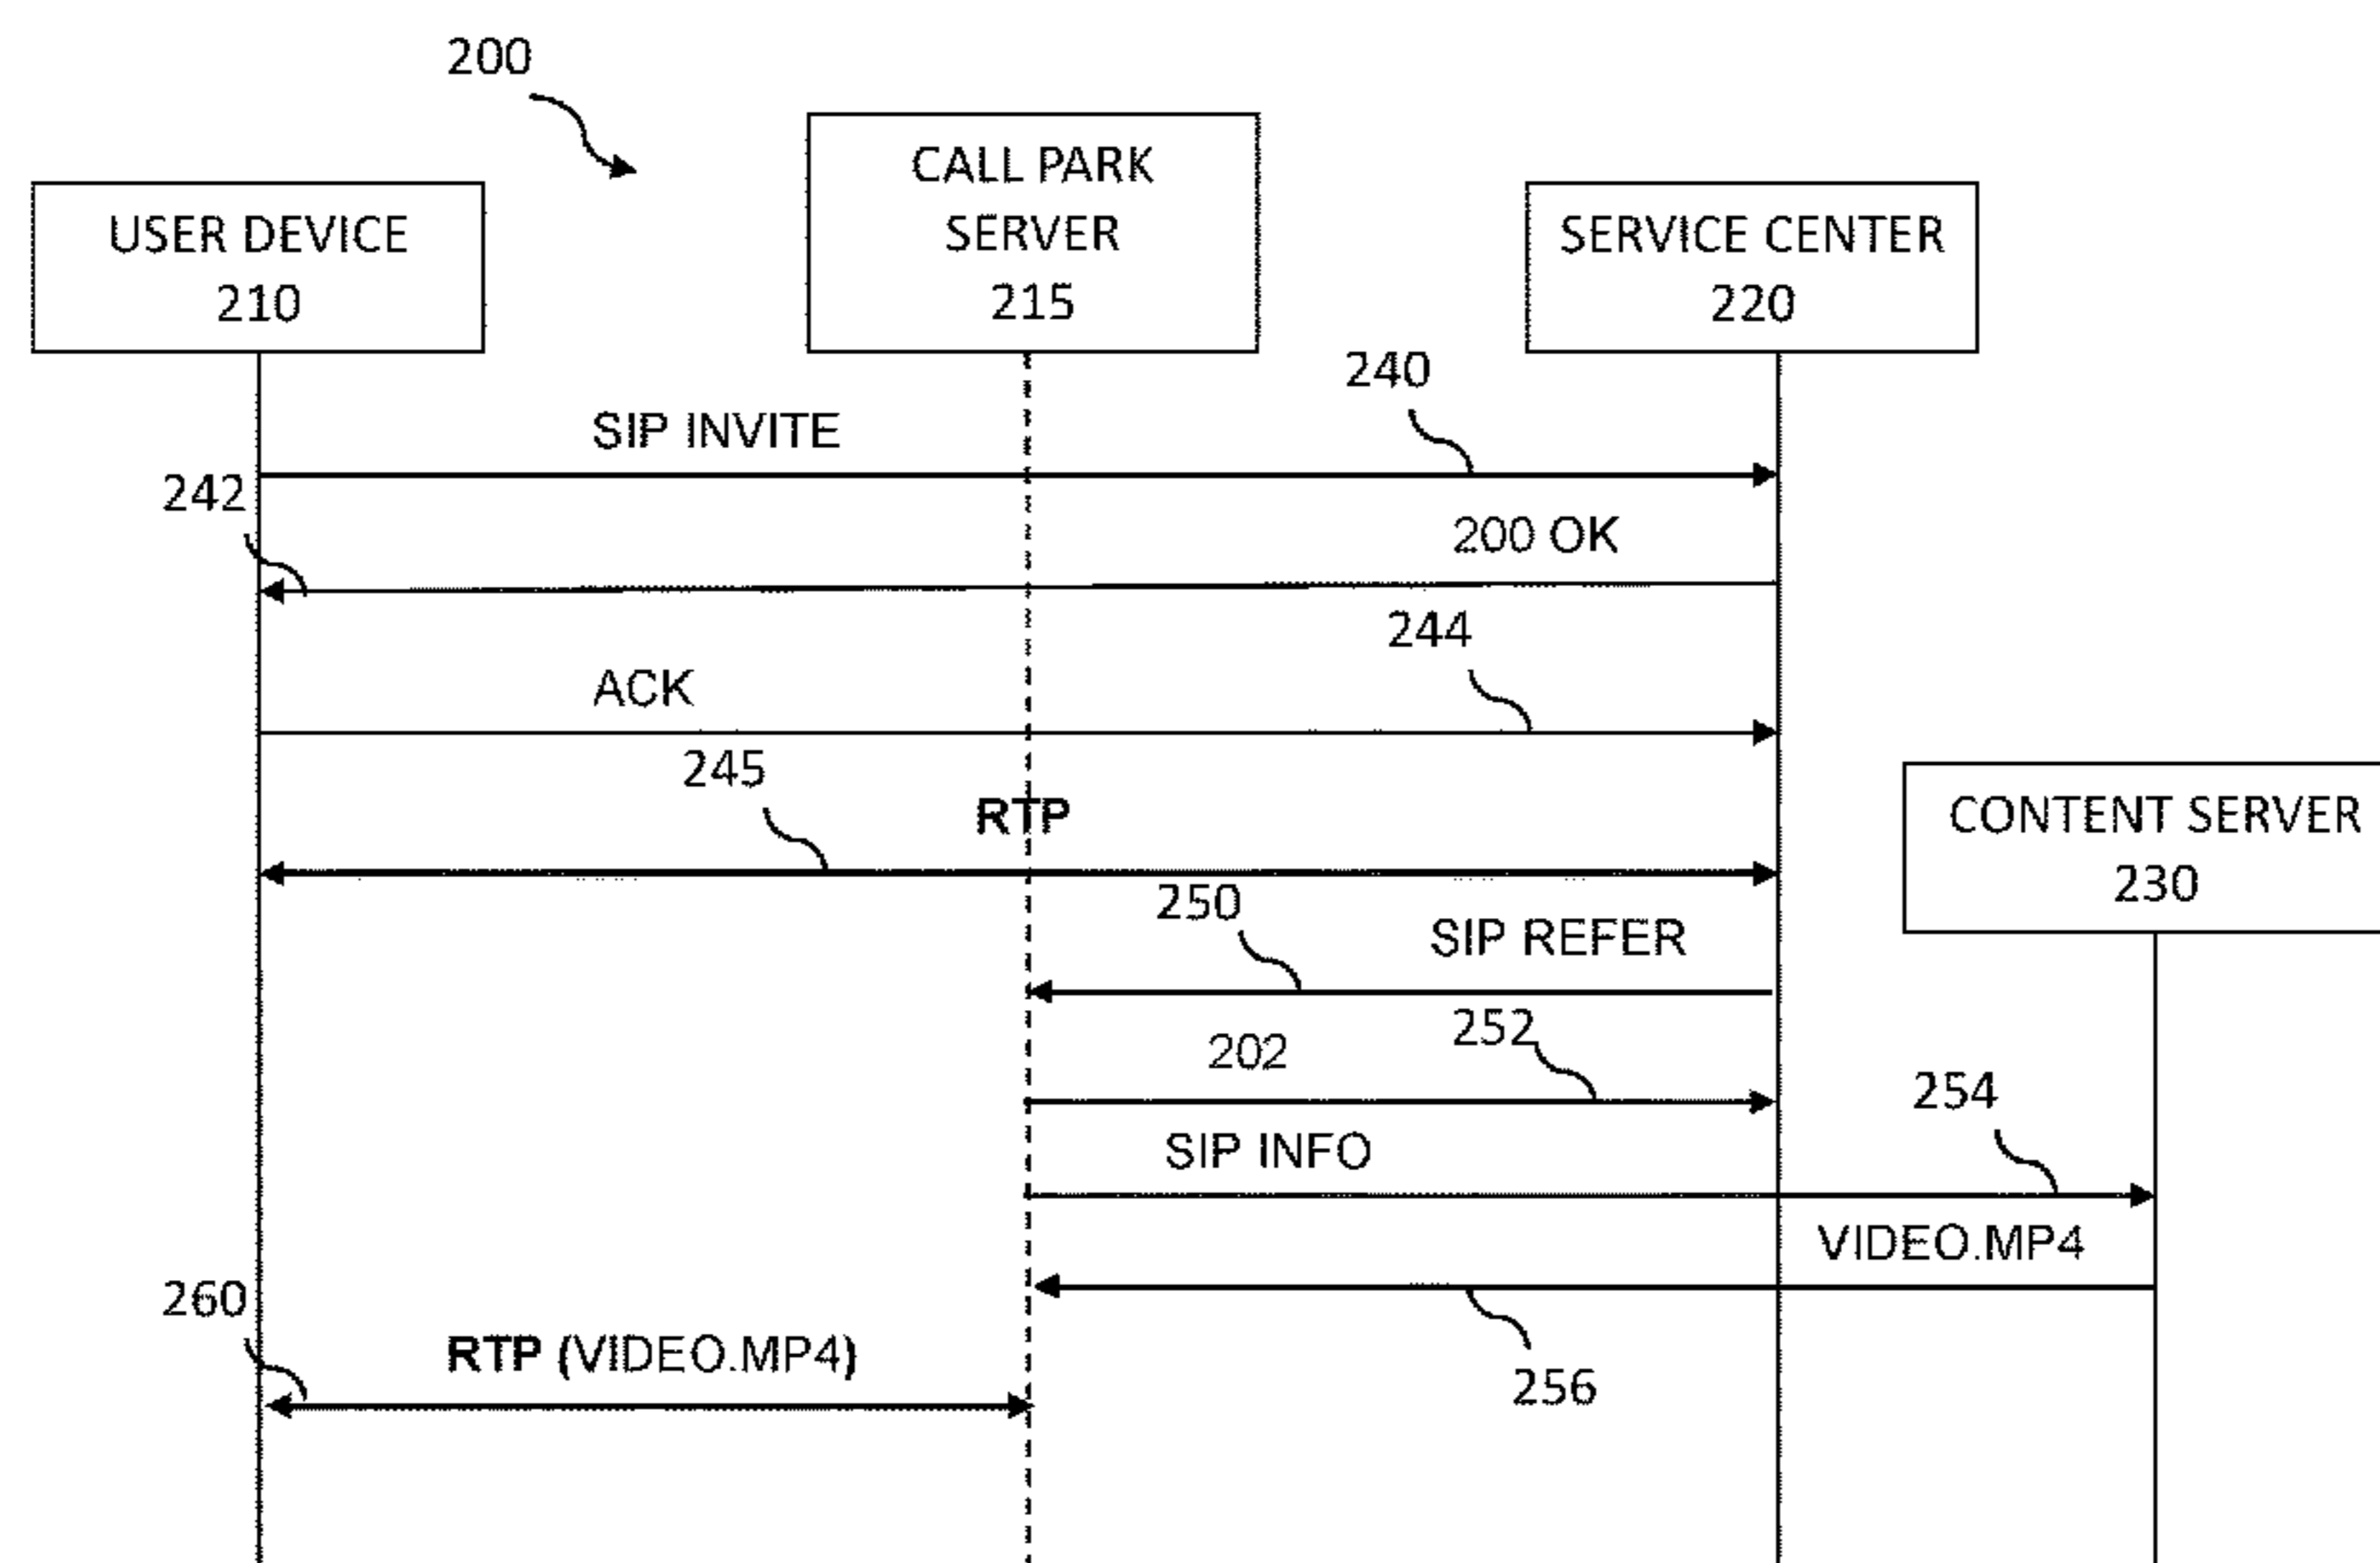 200
CALL PARK
SERVER
215
USER DEVICE
210
SERVICE CENTER
220
240
SIP INVITE
242
200 OK
244
ACK
245
RTP
CONTENT SERVER
230
250
SIP REFER
252
202
254
SIP INFO
VIDEO.MP4
260
RTP (VIDEO.MP4)
256